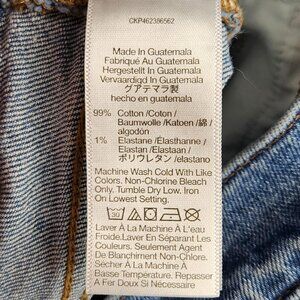 CKP462386562
Made In Guatemala
Fabriqué Au Guatemala
Hergestellt In Guatemala
Vervaardigd In Guatemala
グアテマラ製
hecho en guatemala
99% Cotton /Coton /
Baumwolle /Katoen /綿 /
algodón
1% Elastane /Élasthanne /
Elastan /Elastaan /
ポリウレタン /elastano
Machine Wash Cold With Like
Colors. Non-Chlorine Bleach
Only. Tumble Dry Low. Iron
On Lowest Setting.
Laver À La Machine À L'eau
Froide.Laver En Séparant Les
Couleurs. Seulement Agent
De Blanchiment Non-Chloré.
Sécher À La Machine À
Basse Temperature. Repasser
A Fer Doux Si Nécessaire.